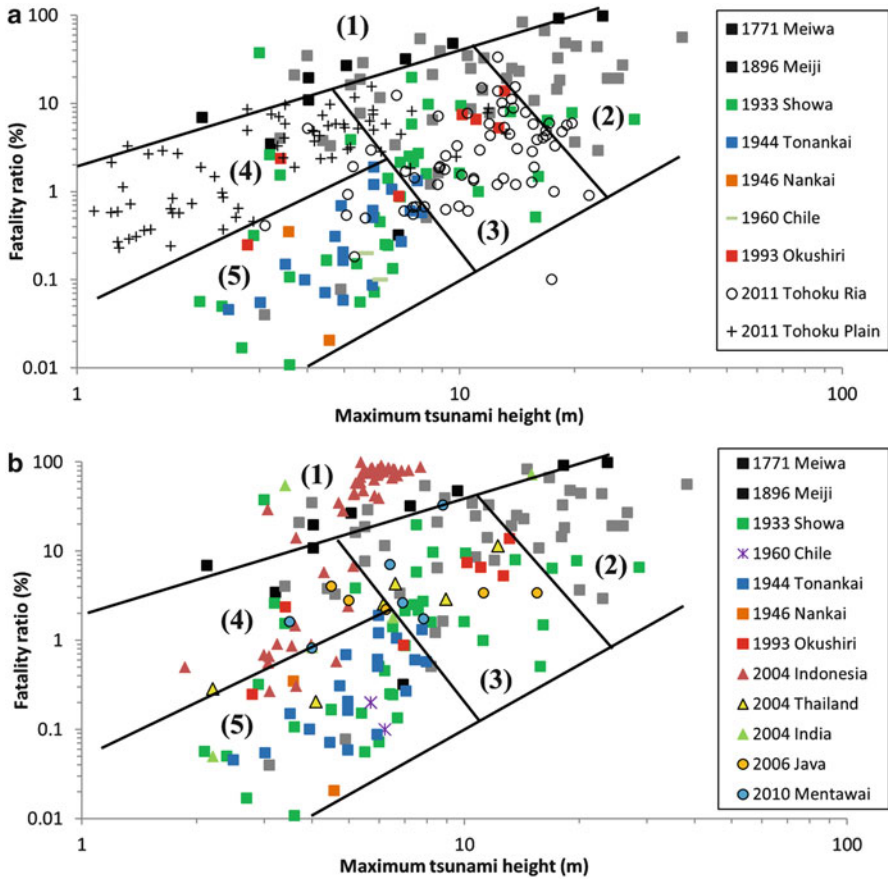 a
Fatality ratio (%)
100
10
1
0.1
0.01
(1)
(2)
(3)
(4)
(5)
1
10
100
Maximum tsunami height (m)
1771 Meiwa
1896 Meiji
1933 Showa
1944 Tonankai
1946 Nankai
1960 Chile
1993 Okushiri
2011 Tohoku Ria
2011 Tohoku Plain
b
Fatality ratio (%)
100
10
1
0.1
0.01
(1)
(2)
(3)
(4)
(5)
1
10
100
Maximum tsunami height (m)
1771 Meiwa
1896 Meiji
1933 Showa
1960 Chile
1944 Tonankai
1946 Nankai
1993 Okushiri
2004 Indonesia
2004 Thailand
2004 India
2006 Java
2010 Mentawai